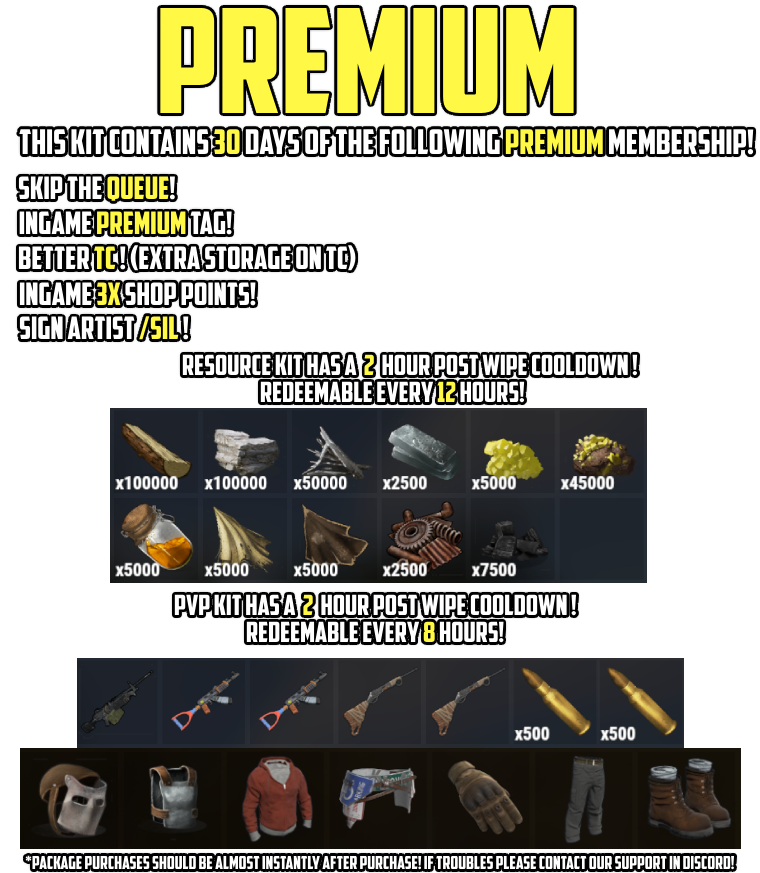 PREMIUM
THIS KIT CONTAINS 30 DAYS OF THE FOLLOWING PREMIUM MEMBERSHIP!
SKIP THE QUEUE!
INGAME PREMIUM TAG!
BETTER TC! (EXTRA STORAGE ON TC)
INGAME 3X SHOP POINTS!
SIGN ARTIST /SIL!
RESOURCE KIT HAS A 2 HOUR POST WIPE COOLDOWN!
REDEEMABLE EVERY 12 HOURS!
x100000 x100000 x50000 x2500 x5000 x45000
x5000 x5000 x5000 x2500 x7500
PVP KIT HAS A 2 HOUR POST WIPE COOLDOWN!
REDEEMABLE EVERY 8 HOURS!
x500 x500
*PACKAGE PURCHASES SHOULD BE ALMOST INSTANTLY AFTER PURCHASE! IF TROUBLES PLEASE CONTACT OUR SUPPORT IN DISCORD!